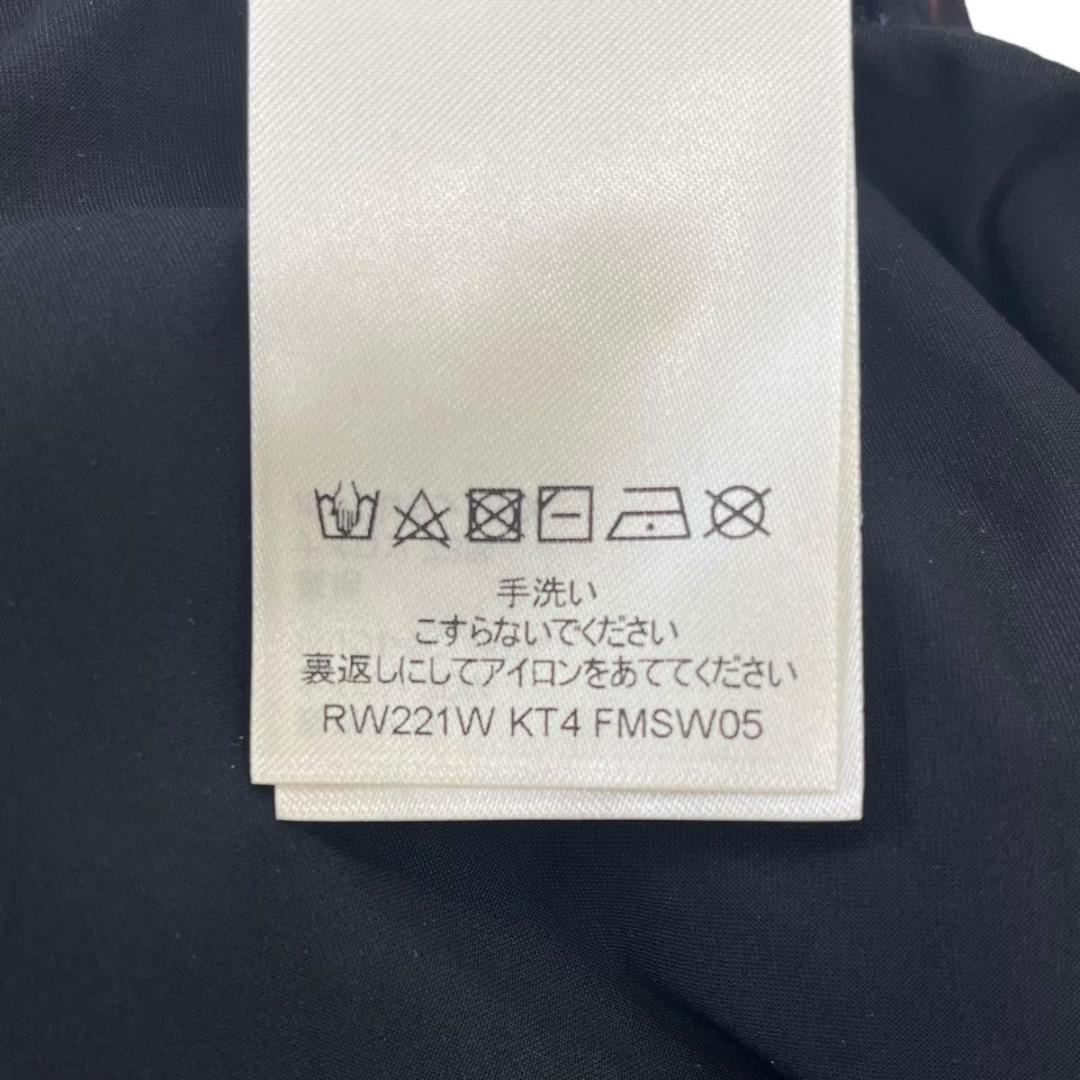 手洗い
こすらないでください
裏返しにしてアイロンをあててください
RW221W KT4 FMSW05